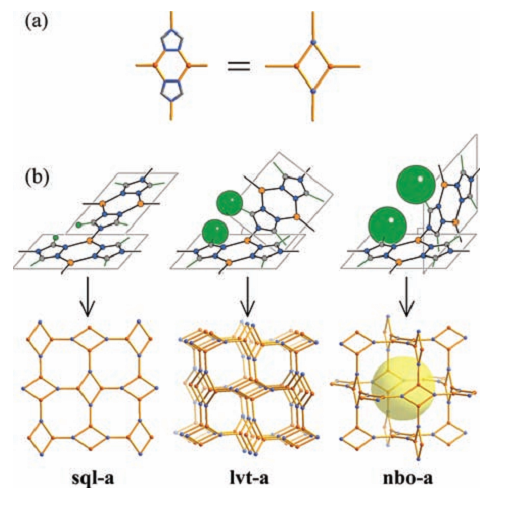 (a)
=
(b)
sql-a lvt-a nbo-a